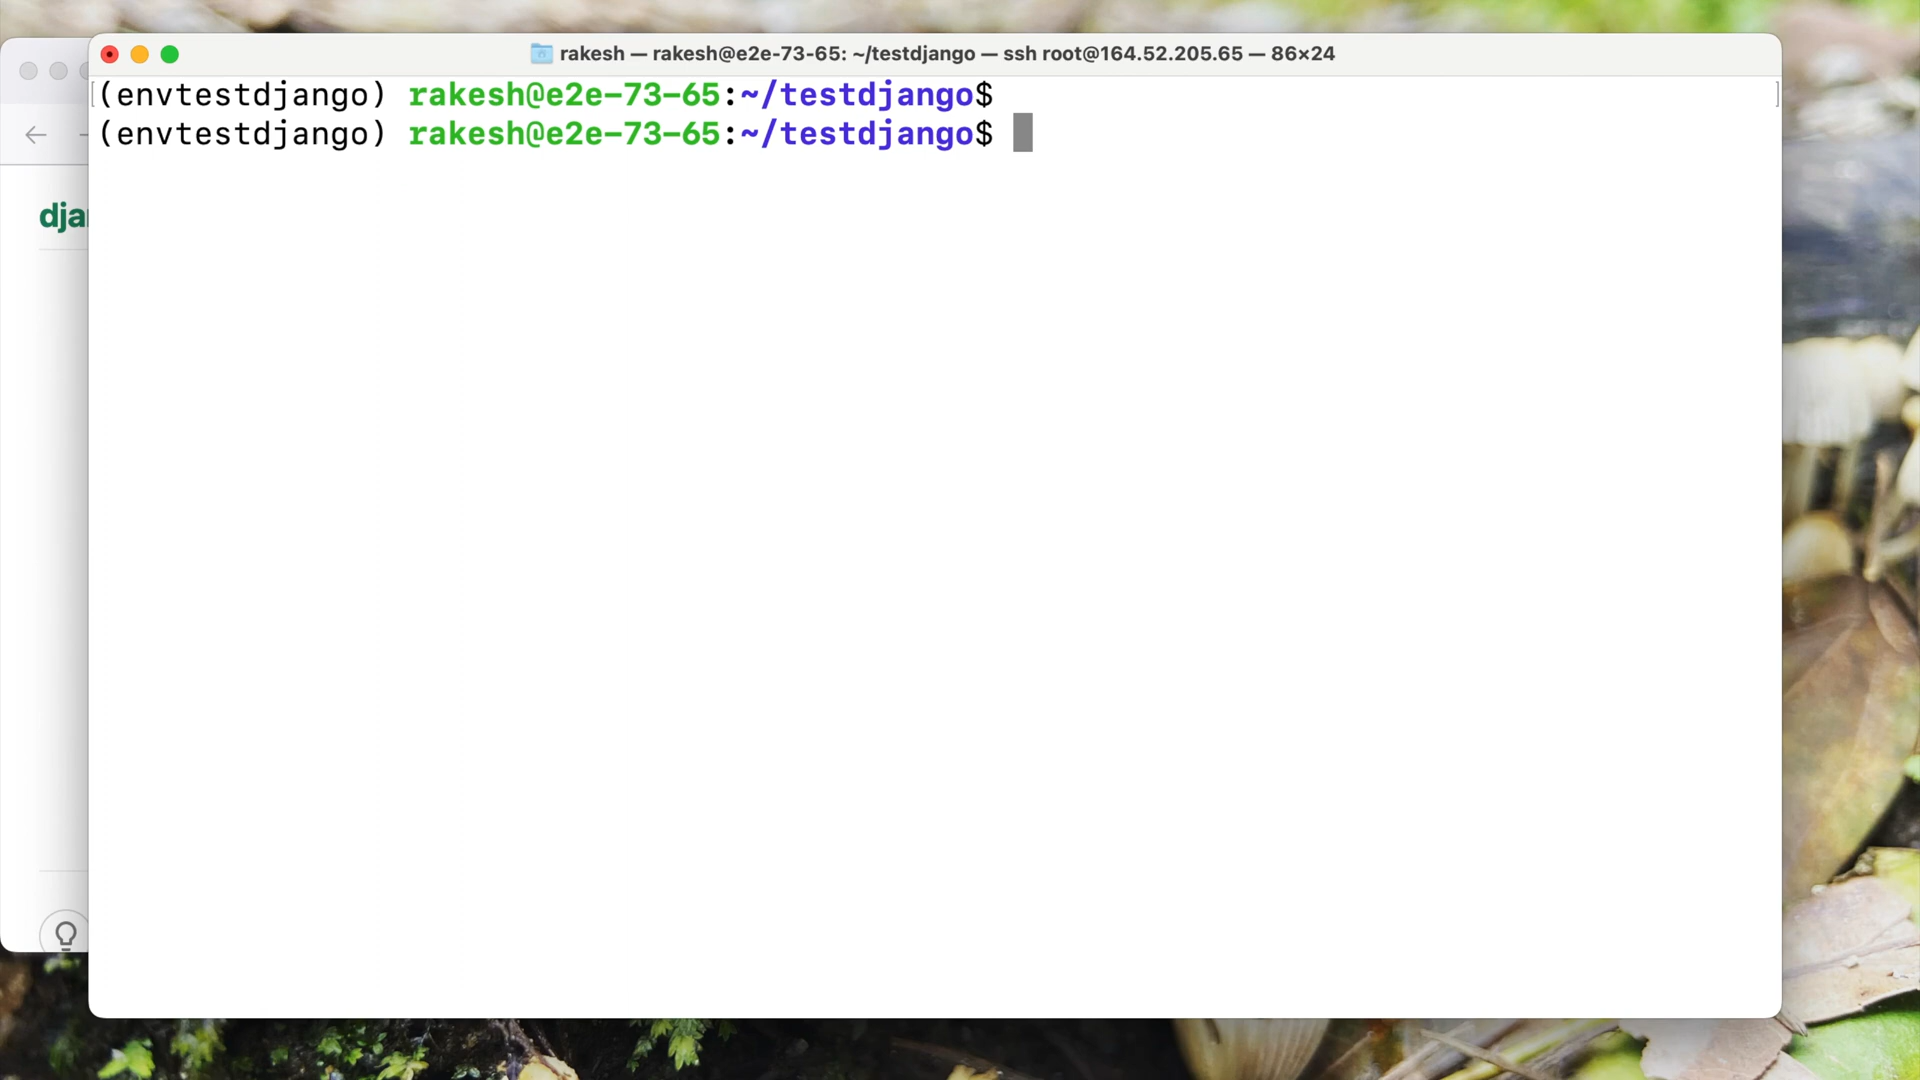 rakesh — rakesh@e2e-73-65: ~/testdjango — ssh root@164.52.205.65 — 86×24
(envtestdjango) rakesh@e2e-73-65:~/testdjango$
(envtestdjango) rakesh@e2e-73-65:~/testdjango$